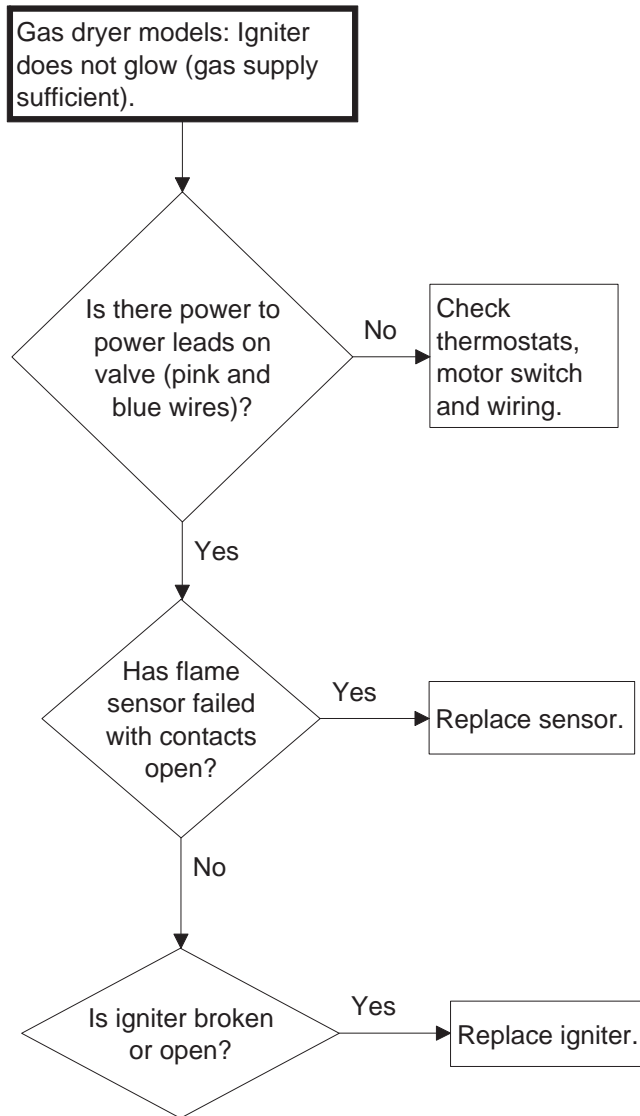 Gas dryer models: Igniter
does not glow (gas supply
sufficient).
Is there power to
power leads on
valve (pink and
blue wires)?
No
Check
thermostats,
motor switch
and wiring.
Yes
Has flame
sensor failed
with contacts
open?
Yes
Replace sensor.
No
Is igniter broken
or open?
Yes
Replace igniter.